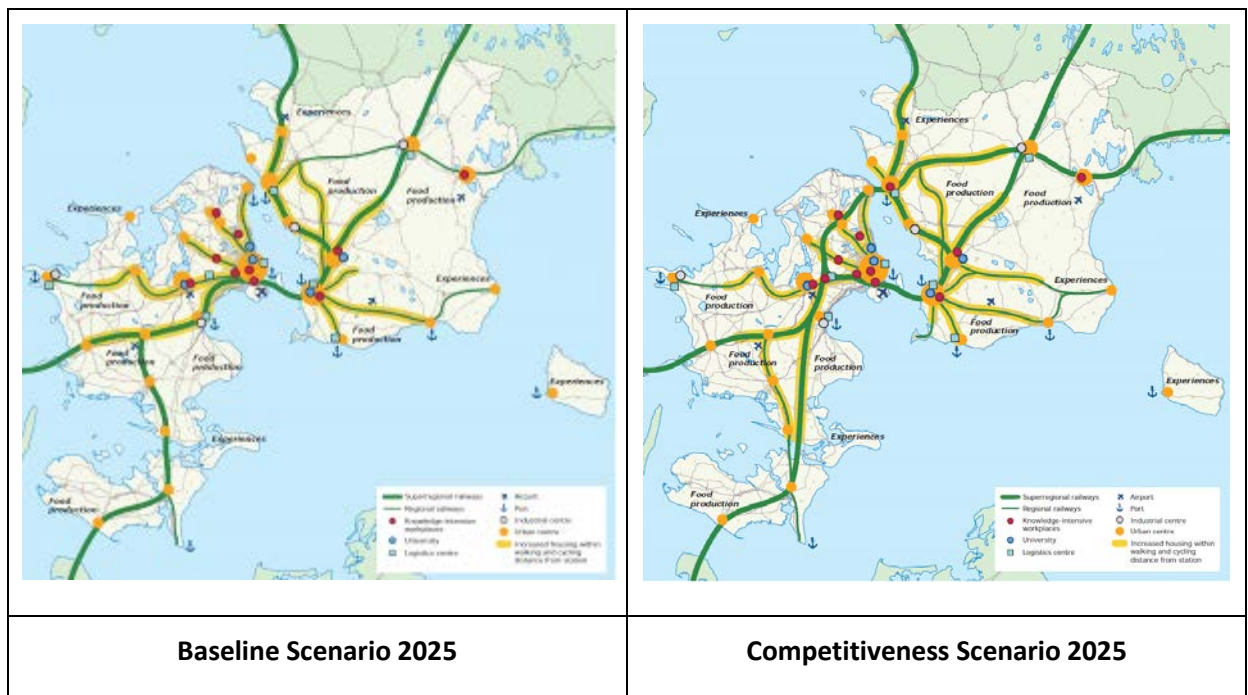 Experiences
Food
production
Food
production
Experiences
Experiences
Food
production
Food
production
Food
production
Food
production
Experiences
Experiences
Food
production
Superregional railways
Regional railways
Knowledge-intensive
workplaces
University
Logistics centre
Airport
Port
Industrial centre
Urban centre
Increased housing within
walking and cycling
distance from station
Experiences
Food
production
Food
production
Experiences
Experiences
Food
production
Food
production
Food
production
Food
production
Experiences
Experiences
Food
production
Superregional railways
Regional railways
Knowledge-intensive
workplaces
University
Logistics centre
Airport
Port
Industrial centre
Urban centre
Increased housing within
walking and cycling
distance from station
Baseline Scenario 2025
Competitiveness Scenario 2025